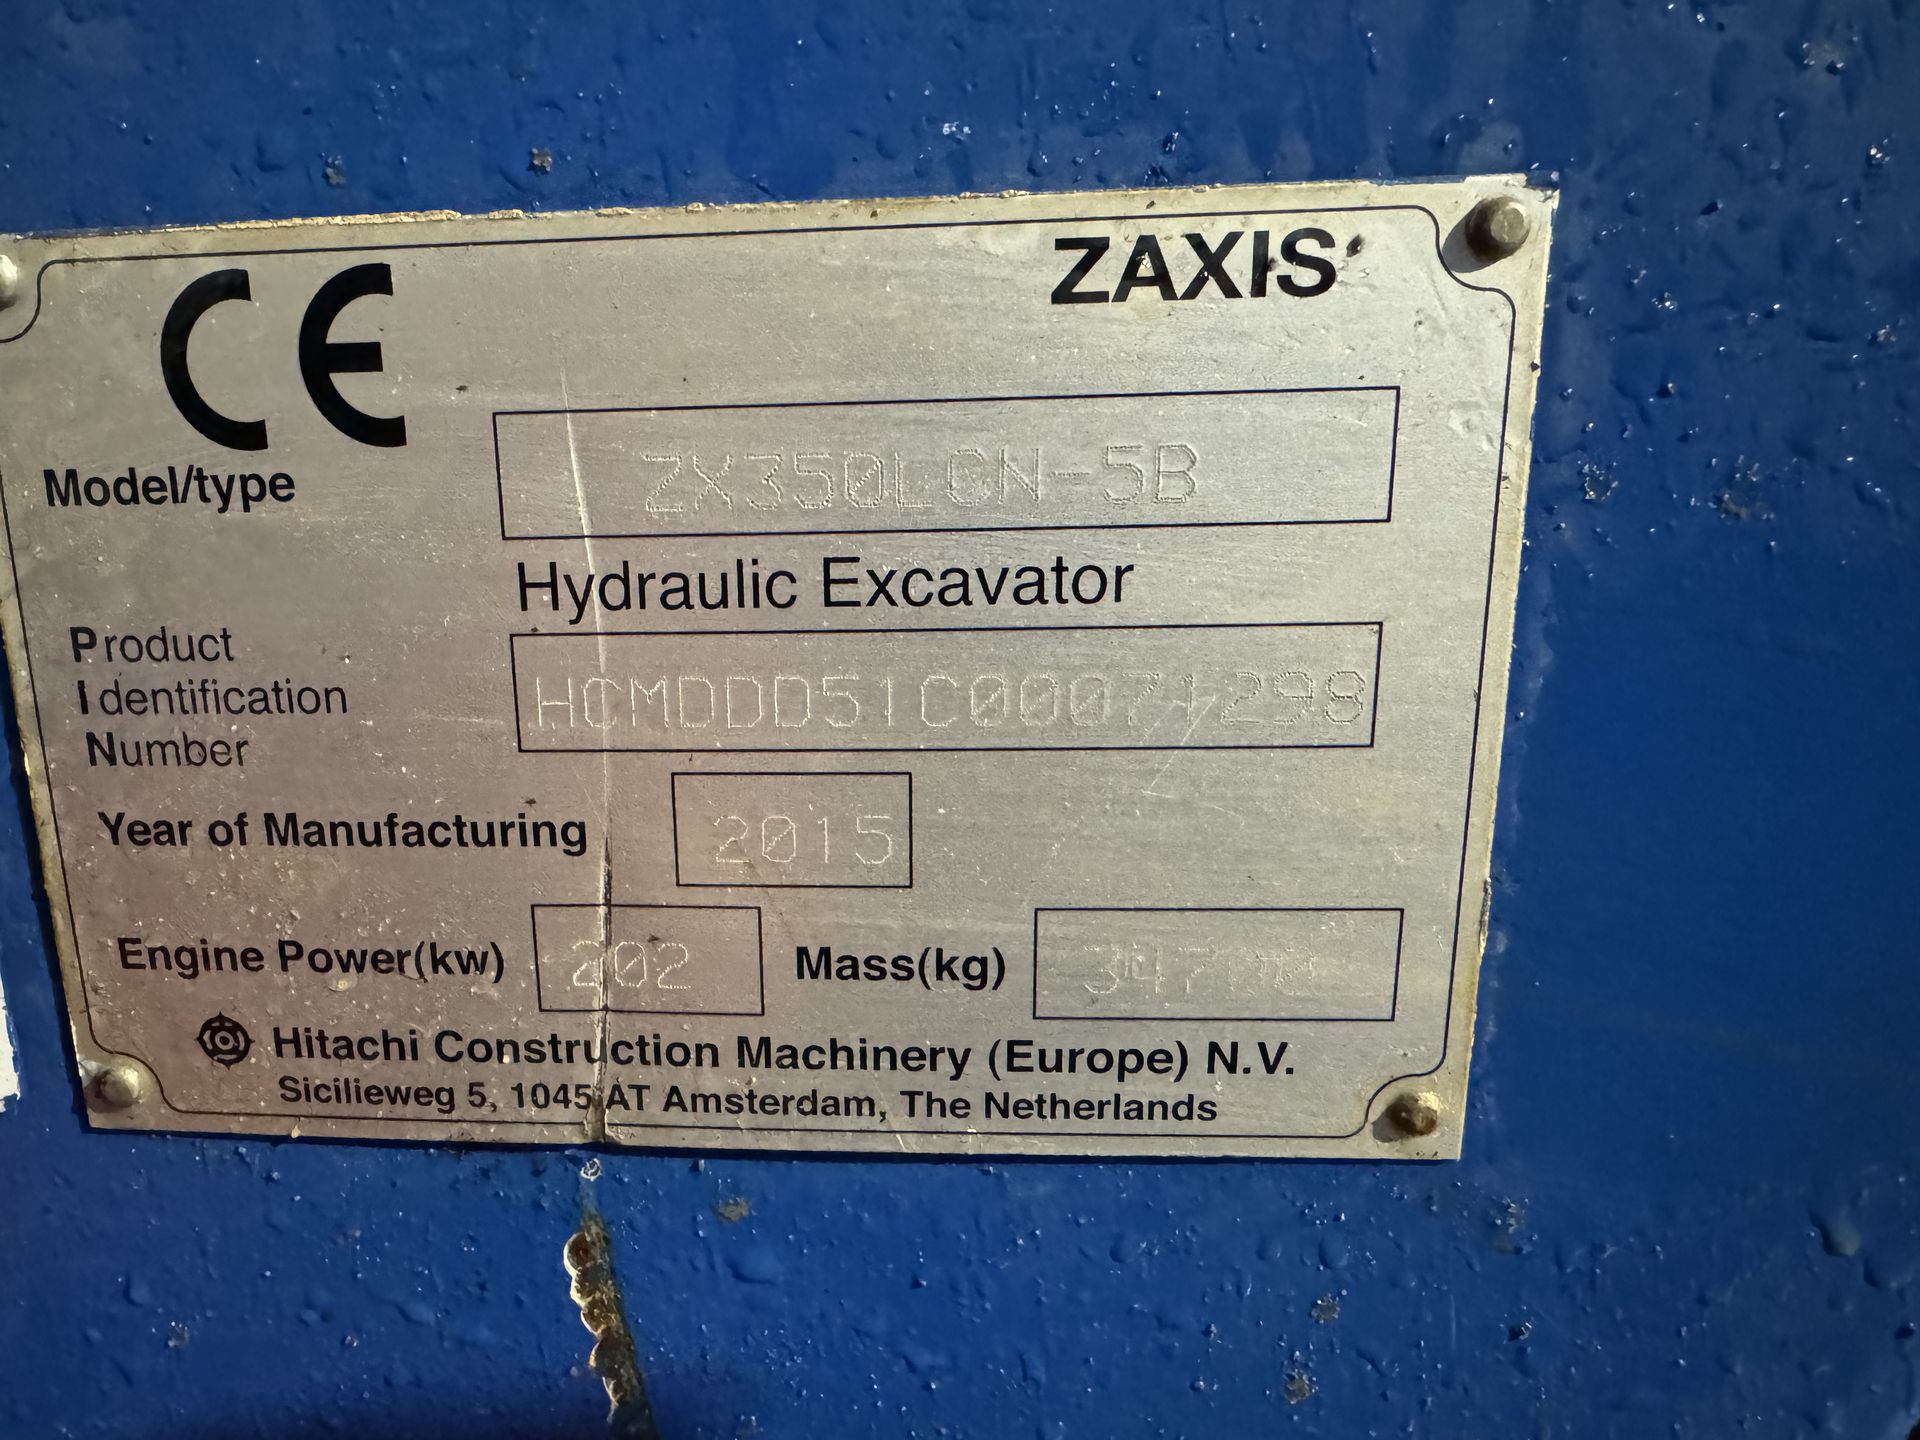 CE
ZAXIS
Model/type ZX350LCN-5B
Hydraulic Excavator
Product
Identification
Number
HCMDDD51C00071298
Year of Manufacturing 2015
Engine Power(kw) 202 Mass(kg) 34700
Hitachi Construction Machinery (Europe) N.V.
Sicilieweg 5, 1045 AT Amsterdam, The Netherlands